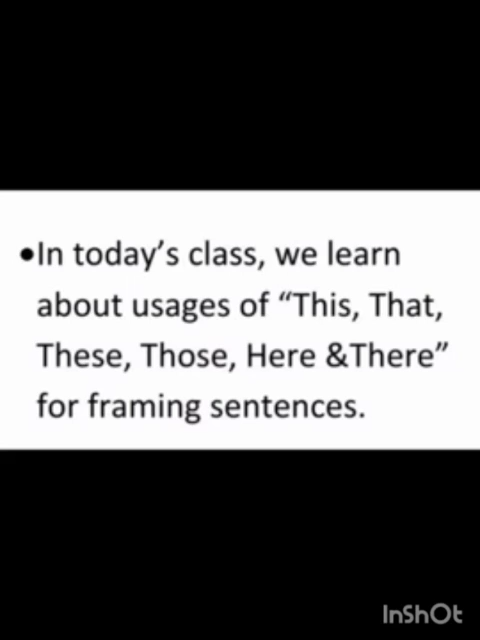 •In today's class, we learn
about usages of “This, That,
These, Those, Here &There”
for framing sentences.
InShOt